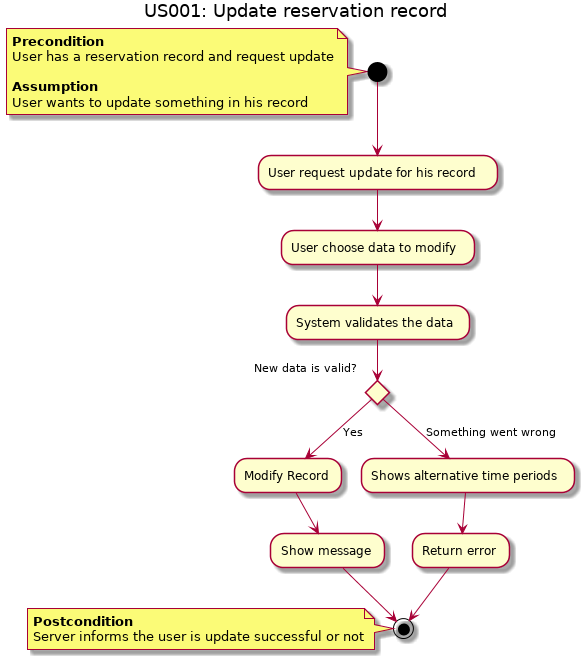 US001: Update reservation record
Precondition
User has a reservation record and request update
Assumption
User wants to update something in his record
User request update for his record
User choose data to modify
System validates the data
New data is valid?
Yes
Something went wrong
Modify Record
Shows alternative time periods
Show message
Return error
Postcondition
Server informs the user is update successful or not